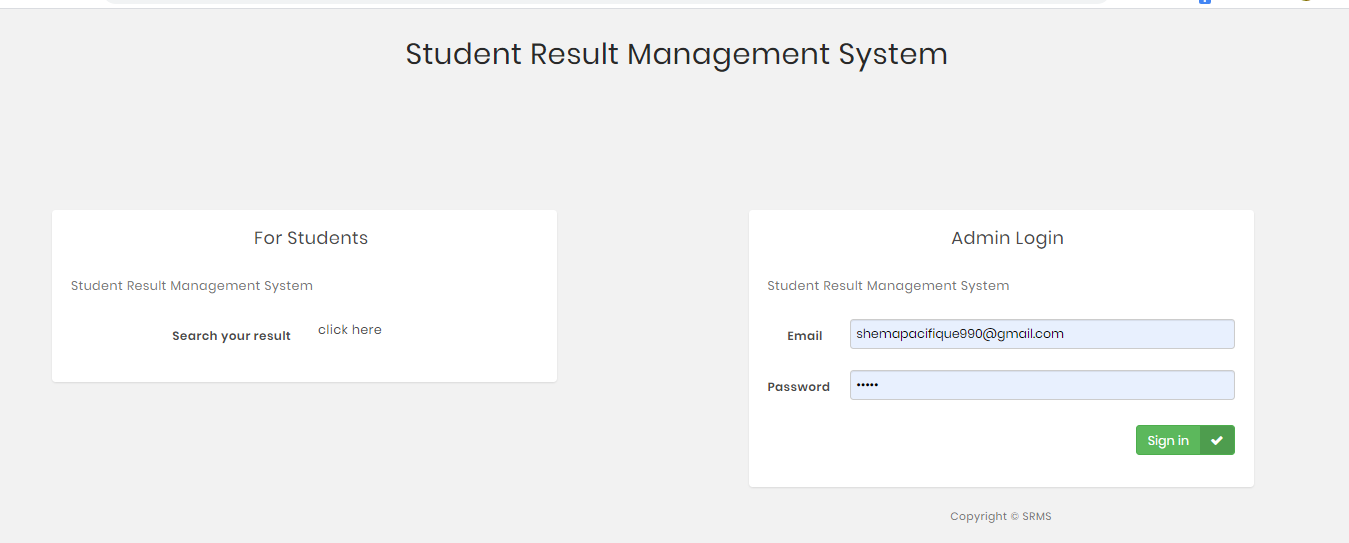 Student Result Management System
For Students
Student Result Management System
Search your result click here
Admin Login
Student Result Management System
Email shemapacifique990@gmail.com
Password •••••
Sign in
Copyright © SRMS